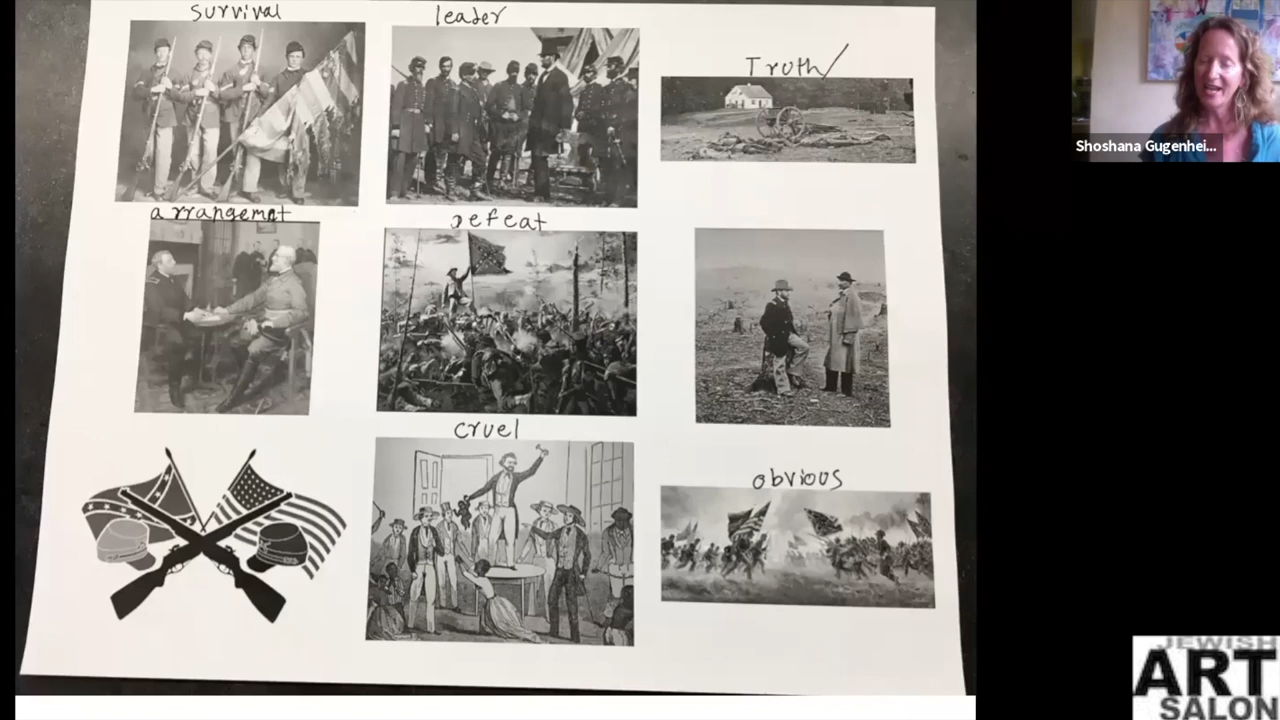 survival
leader
Truth
arrangemnt
Defeat
cruel
obvious
Shoshana Gugenhei...
JEWISH
ART
SALON